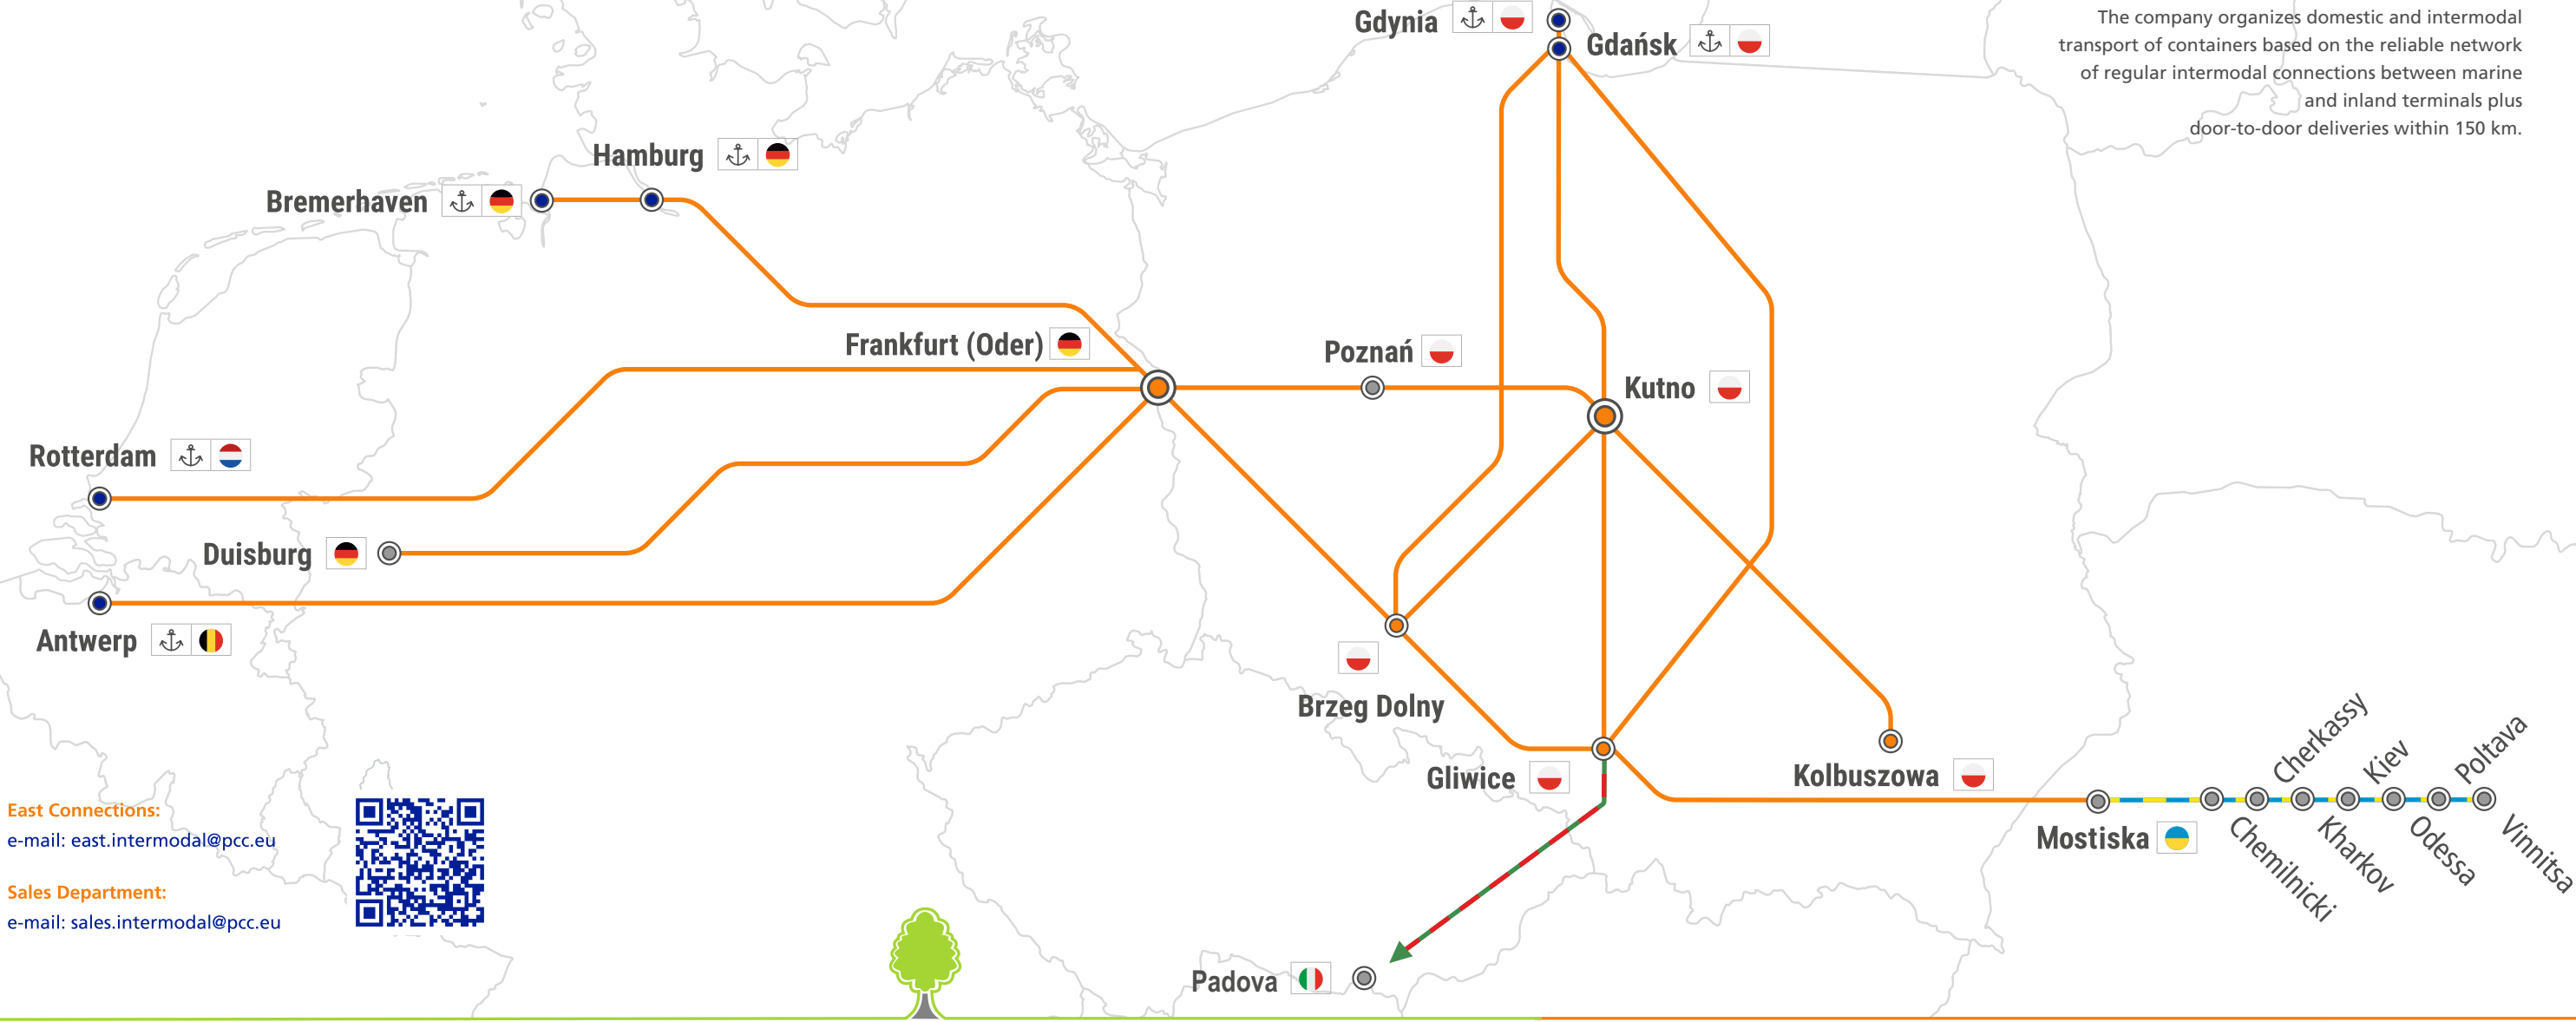 Gdynia
Gdańsk
The company organizes domestic and intermodal
transport of containers based on the reliable network
of regular intermodal connections between marine
and inland terminals plus
door-to-door deliveries within 150 km.
Hamburg
Bremerhaven
Frankfurt (Oder)
Poznań
Kutno
Rotterdam
Duisburg
Antwerp
Brzeg Dolny
Gliwice
Kolbuszowa
Mostiska
Chemilnicki
Cherkassy
Kharkov
Kiev
Odessa
Poltava
Vinnitsa
East Connections:
e-mail: east.intermodal@pcc.eu
Sales Department:
e-mail: sales.intermodal@pcc.eu
Padova